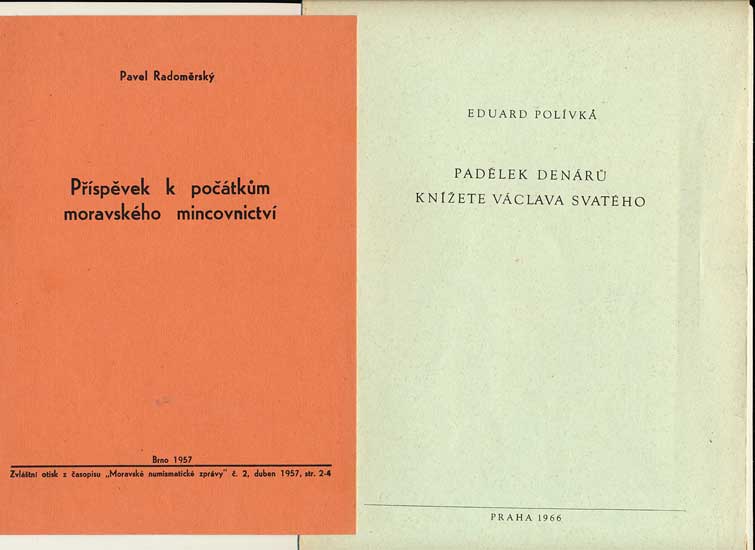 Pavel Radoměrský
Příspěvek k počátkům
moravského mincovnictví
Brno 1957
Zvláštní otisk z časopisu „Moravské numismatické zprávy" č. 2, duben 1957, str. 2-4
EDUARD POLÍVKA
PADĚLEK DENÁRŮ
KNÍŽETE VÁCLAVA SVATÉHO
PRAHA 1966